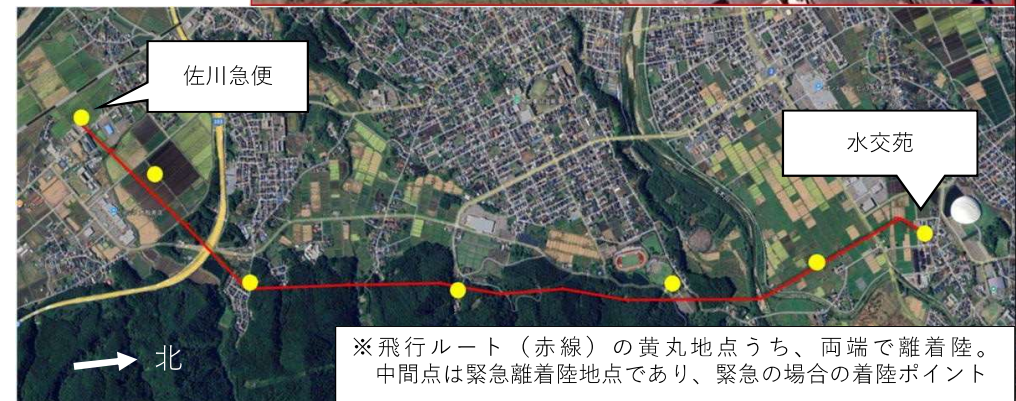 佐川急便
水交苑
北
※飛行ルート（赤線）の黄丸地点うち、両端で離着陸。
中間点は緊急離着陸地点であり、緊急の場合の着陸ポイント